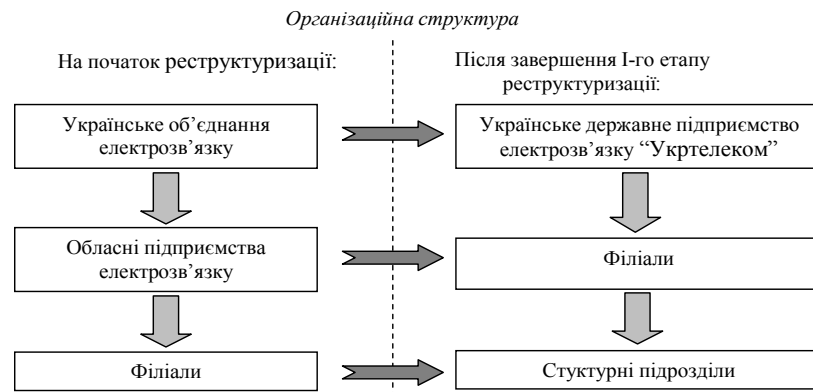 Організаційна структура
На початок реструктуризації:
Після завершення І-го етапу
реструктуризації:
Українське об’єднання
електрозв’язку
Українське державне підприємство
електрозв’язку “Укртелеком”
Обласні підприємства
електрозв’язку
Філіали
Філіали
Стуктурні підрозділи